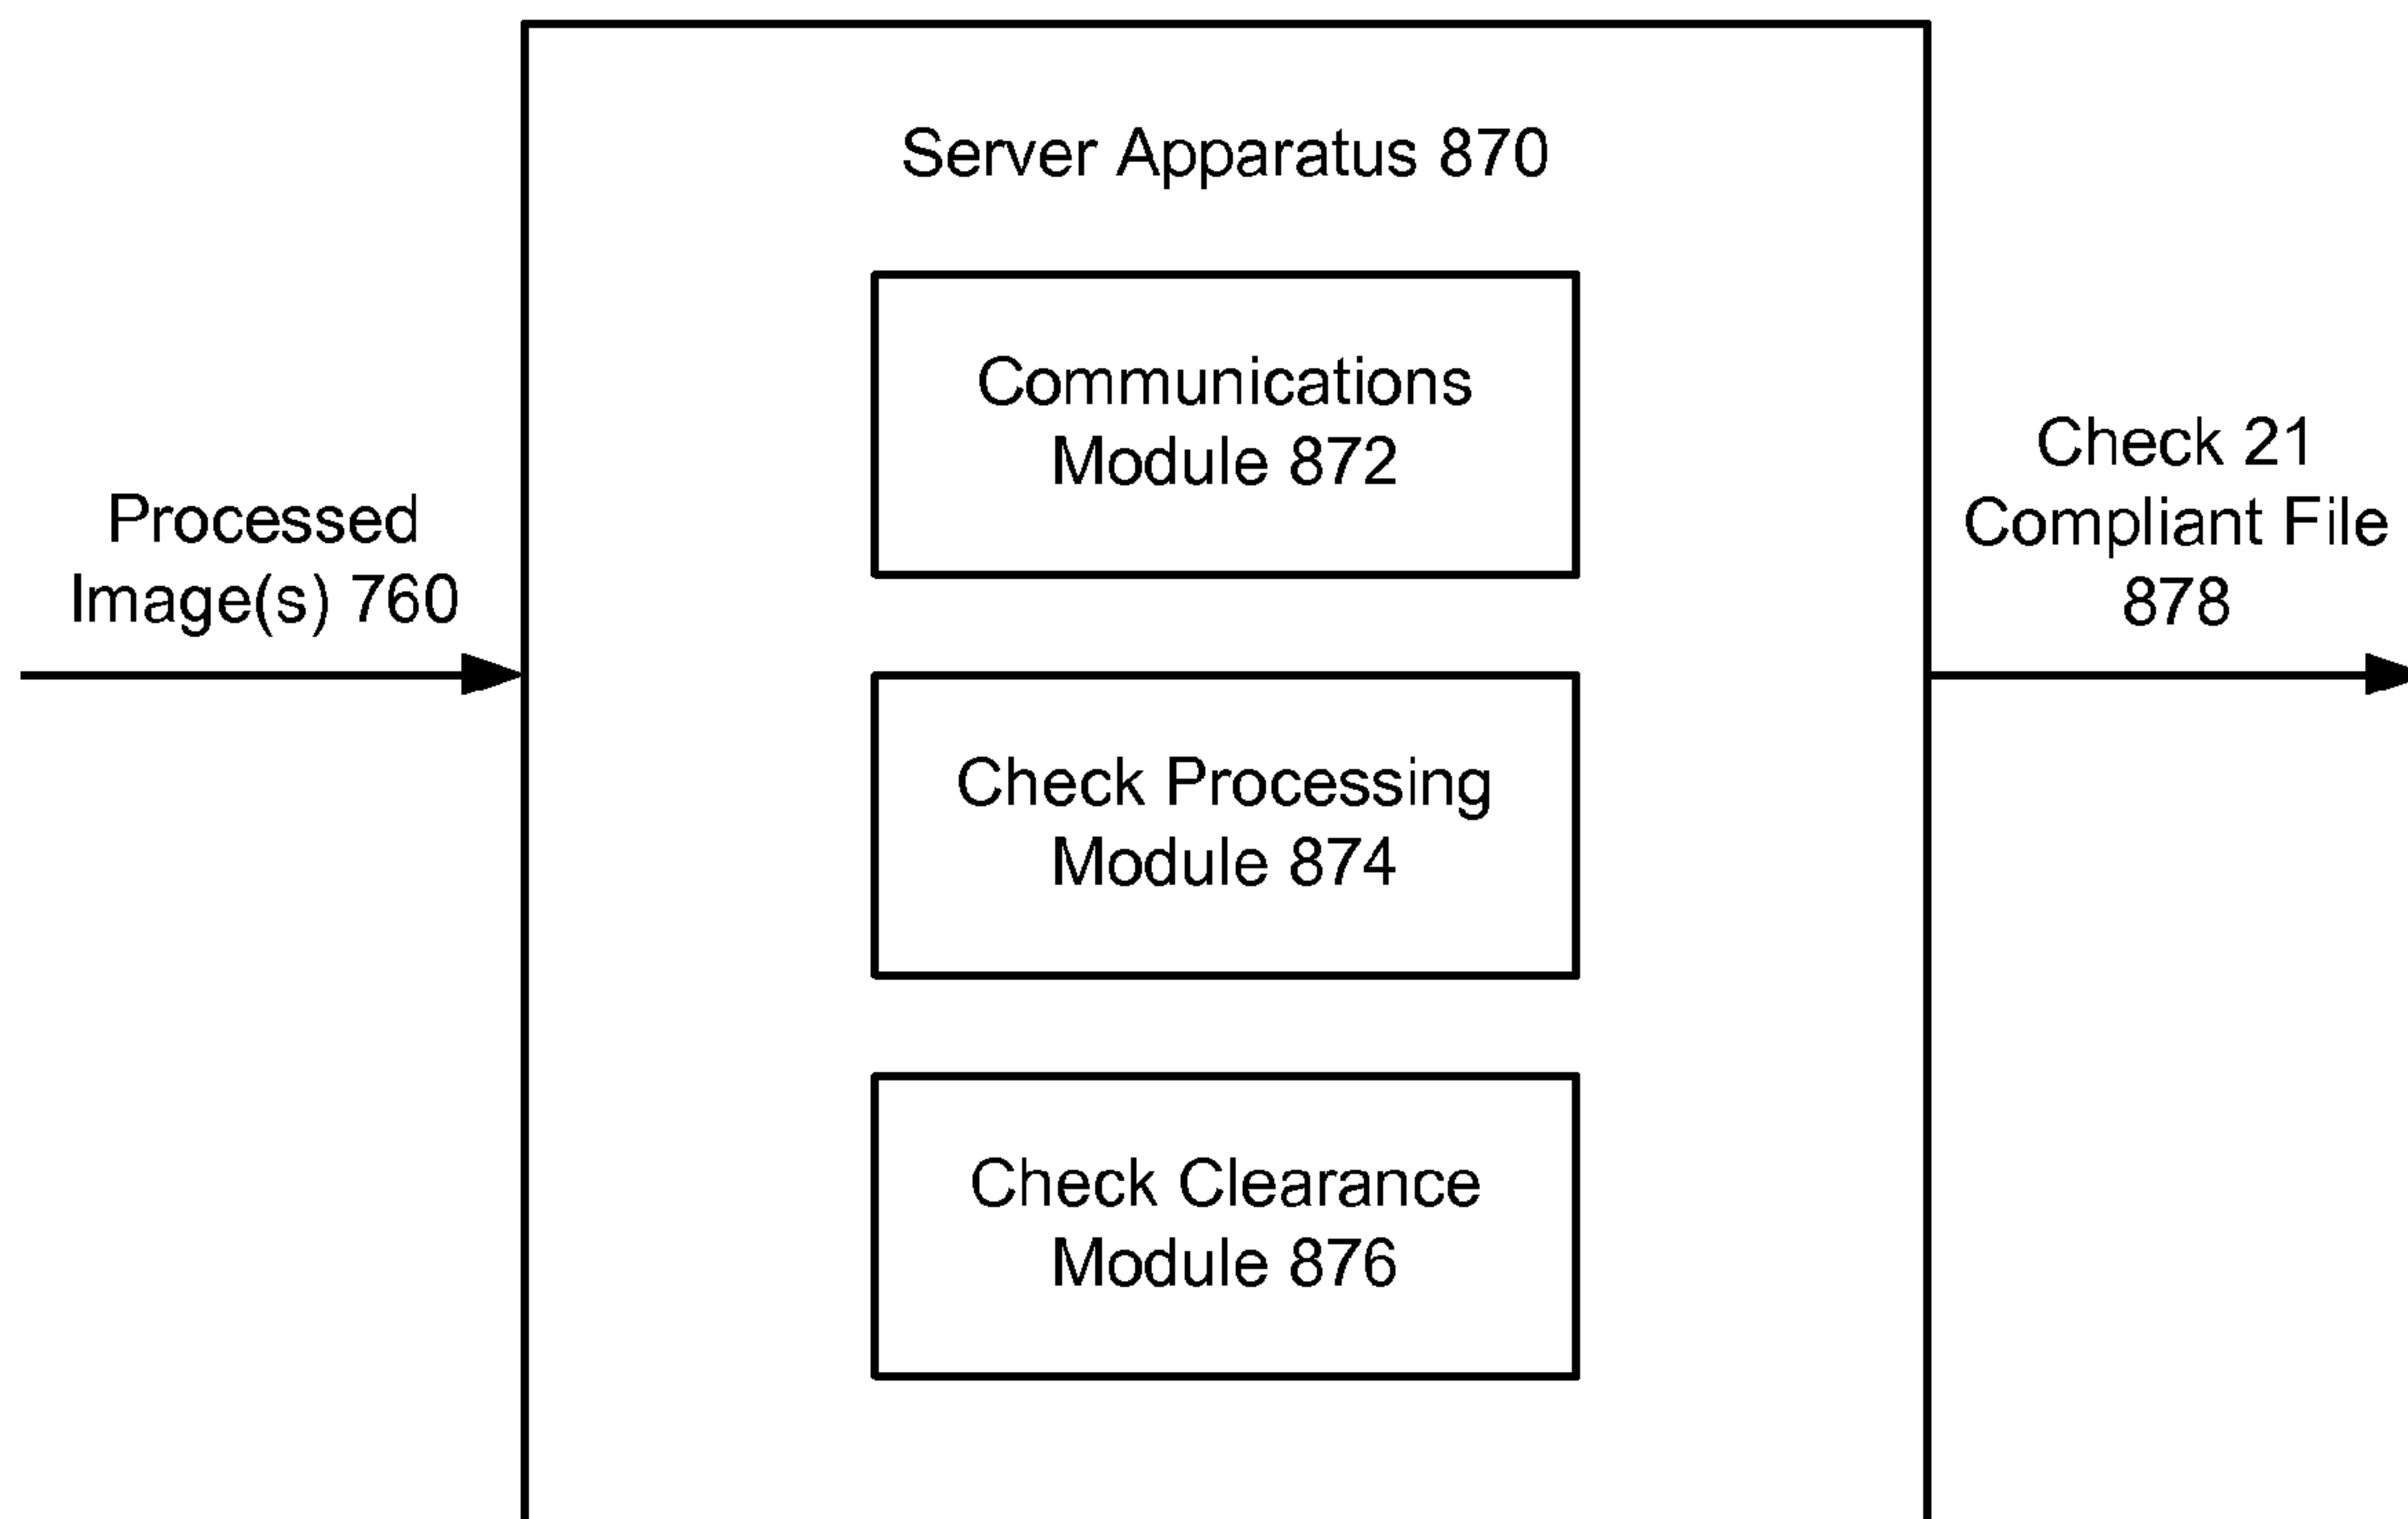 Server Apparatus 870
Communications
Module 872
Processed
Image(s) 760
Check 21
Compliant File
878
Check Processing
Module 874
Check Clearance
Module 876